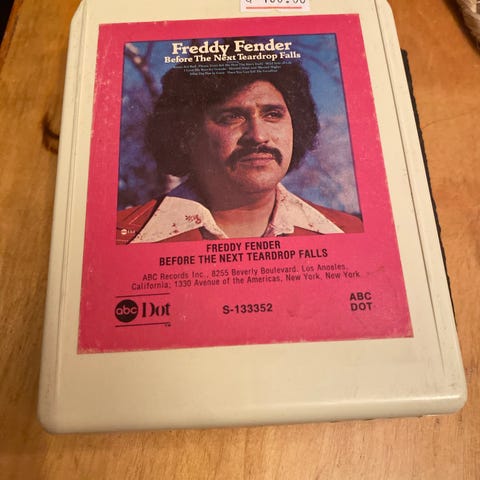 Freddy Fender
Before The Next Teardrop Falls
FREDDY FENDER
BEFORE THE NEXT TEARDROP FALLS
ABC Records Inc., 8255 Beverly Boulevard. Los Angeles,
California; 1330 Avenue of the Americas, New York, New York
abc Dot
TM
S-133352
ABC
DOT